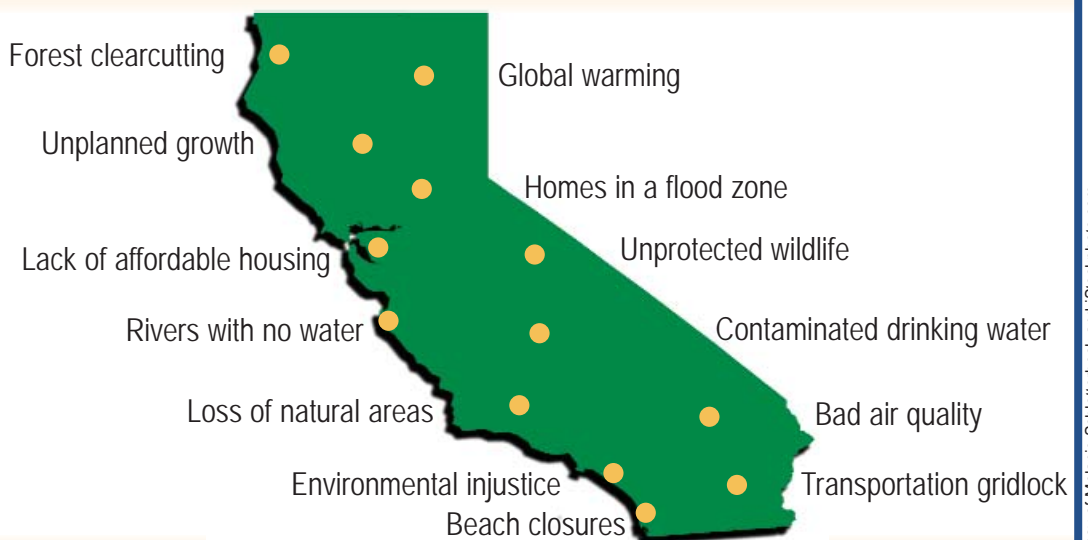 Forest clearcutting
Global warming
Unplanned growth
Homes in a flood zone
Lack of affordable housing
Unprotected wildlife
Rivers with no water
Contaminated drinking water
Loss of natural areas
Bad air quality
Environmental injustice
Transportation gridlock
Beach closures